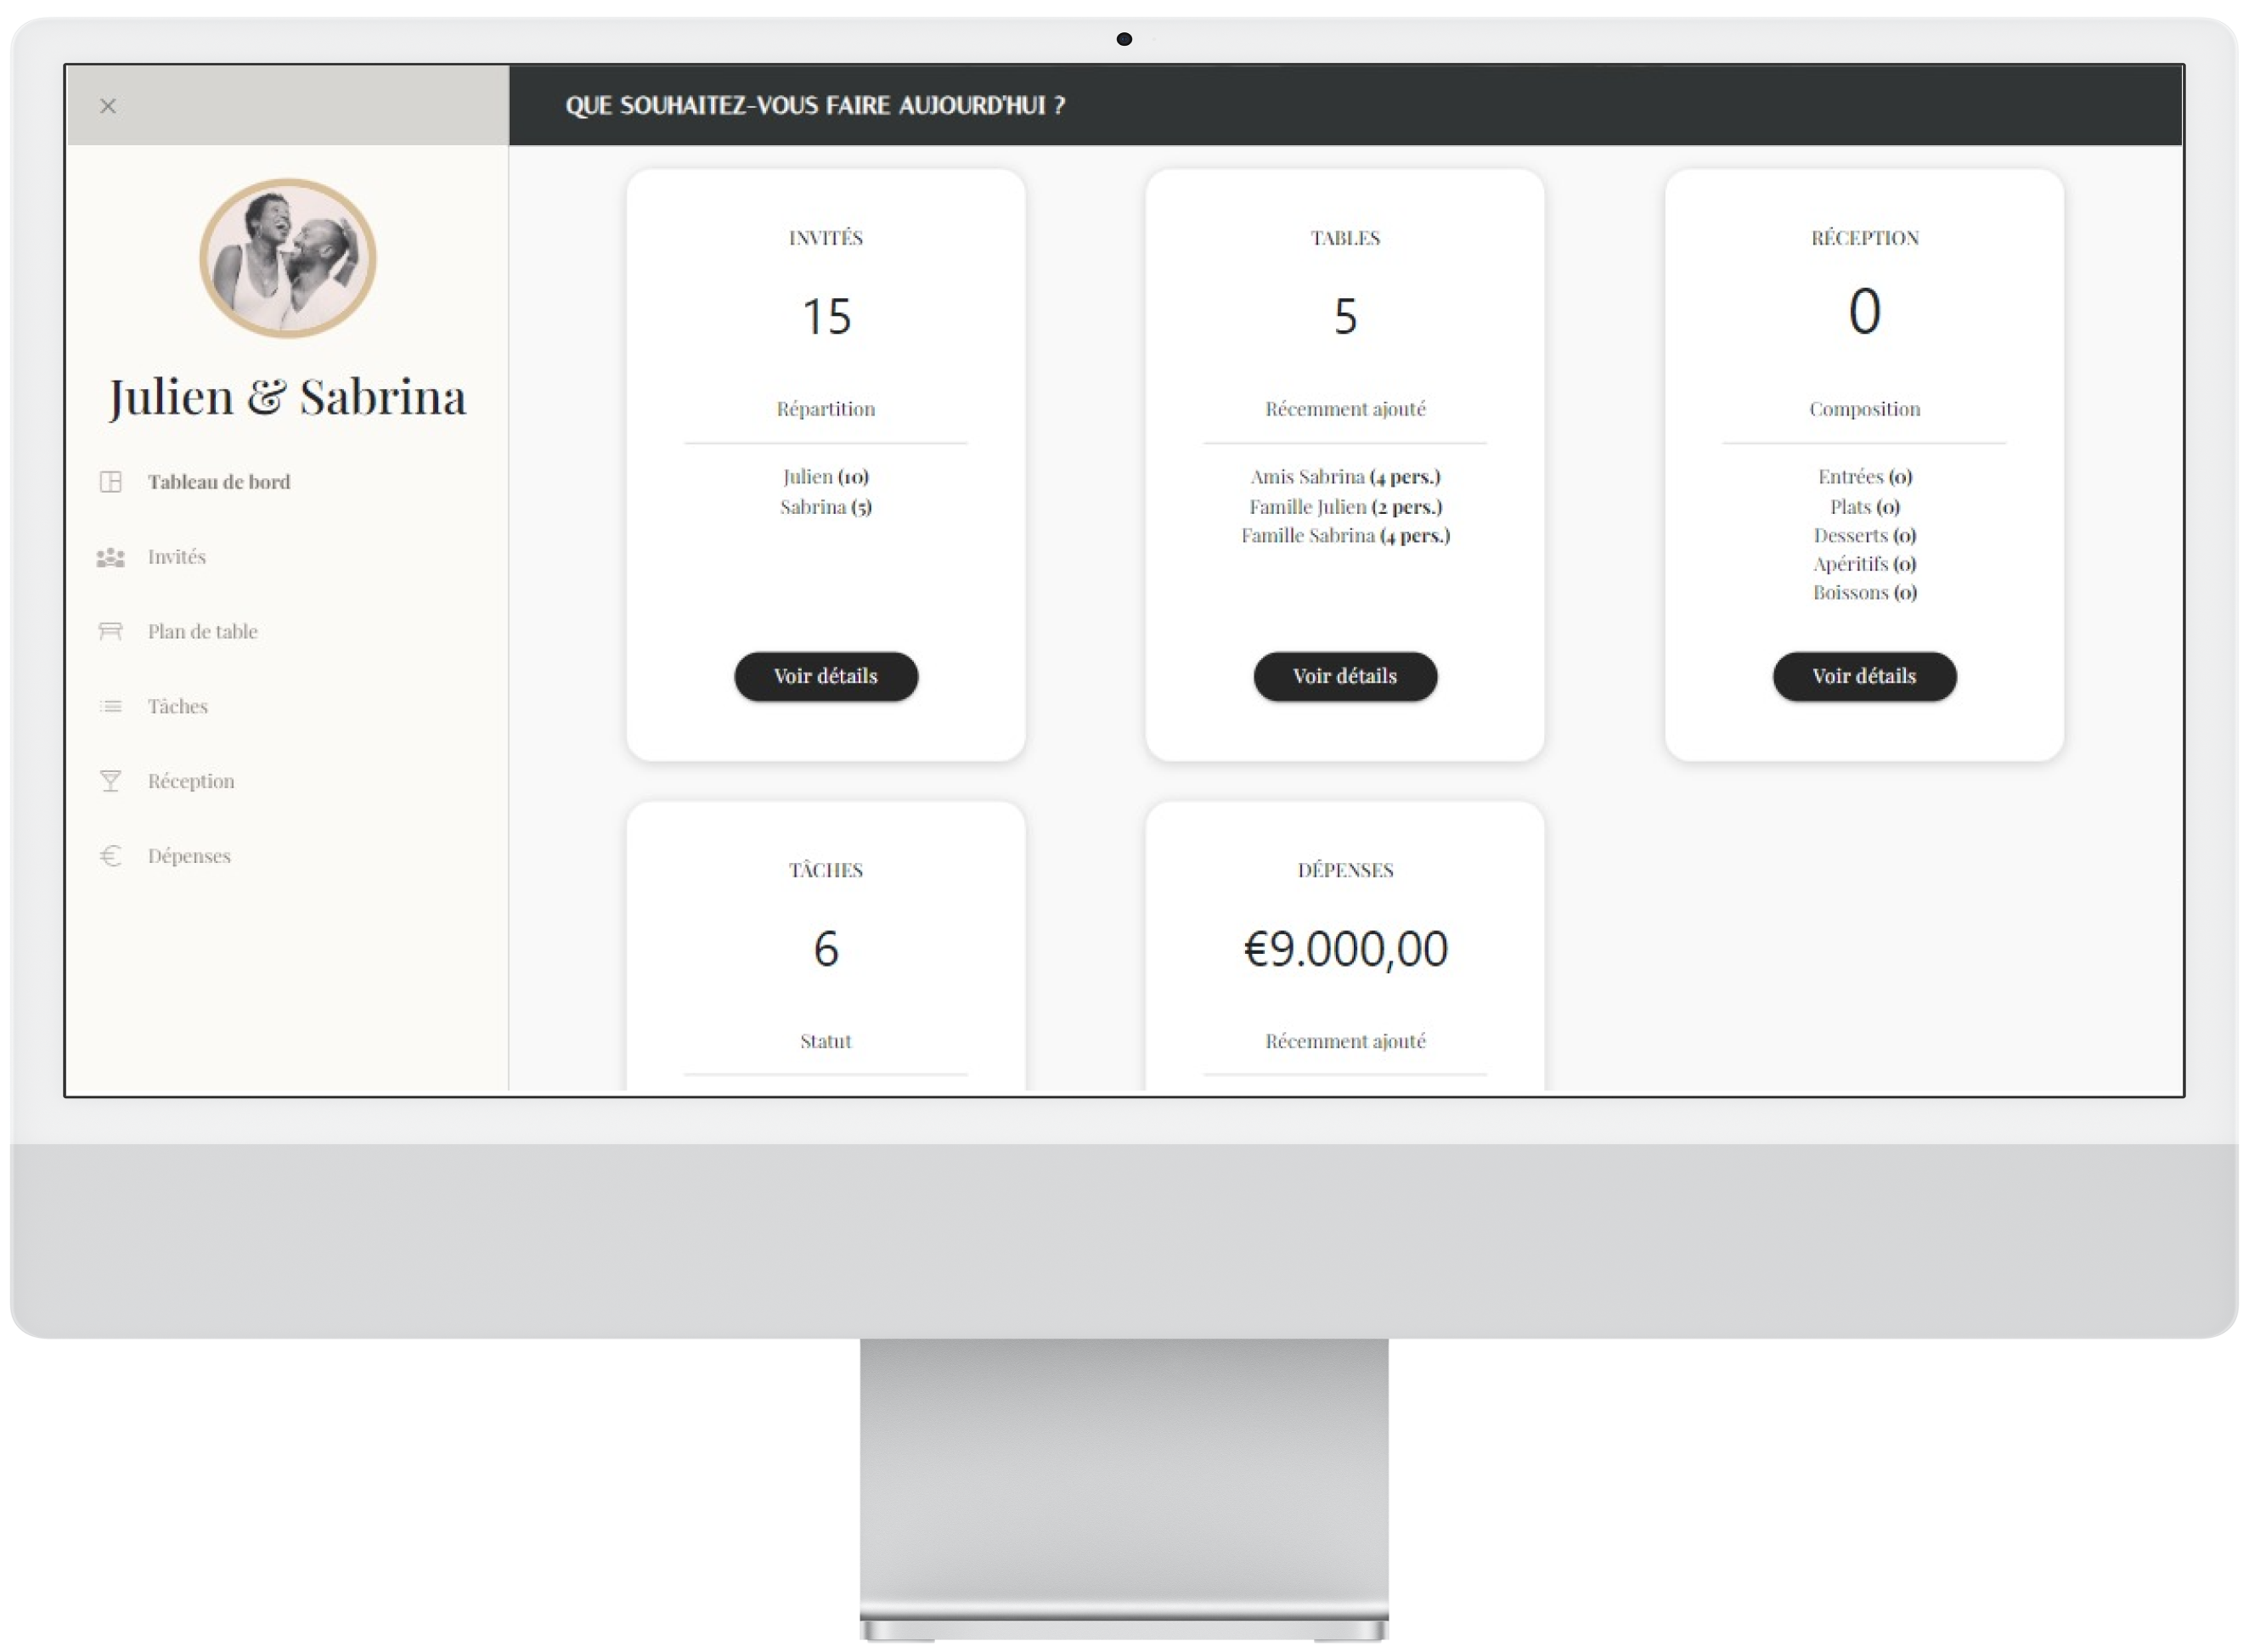 QUE SOUHAITEZ-VOUS FAIRE AUJOURD'HUI ?
Julien & Sabrina
Tableau de bord
Invités
Plan de table
Tâches
Réception
Dépenses
INVITÉS
15
Répartition
Julien (10)
Sabrina (5)
Voir détails
TABLES
5
Récemment ajouté
Amis Sabrina (4 pers.)
Famille Julien (2 pers.)
Famille Sabrina (4 pers.)
Voir détails
RÉCEPTION
0
Composition
Entrées (0)
Plats (0)
Desserts (0)
Apéritifs (0)
Boissons (0)
Voir détails
TÂCHES
6
Statut
DÉPENSES
€9.000,00
Récemment ajouté